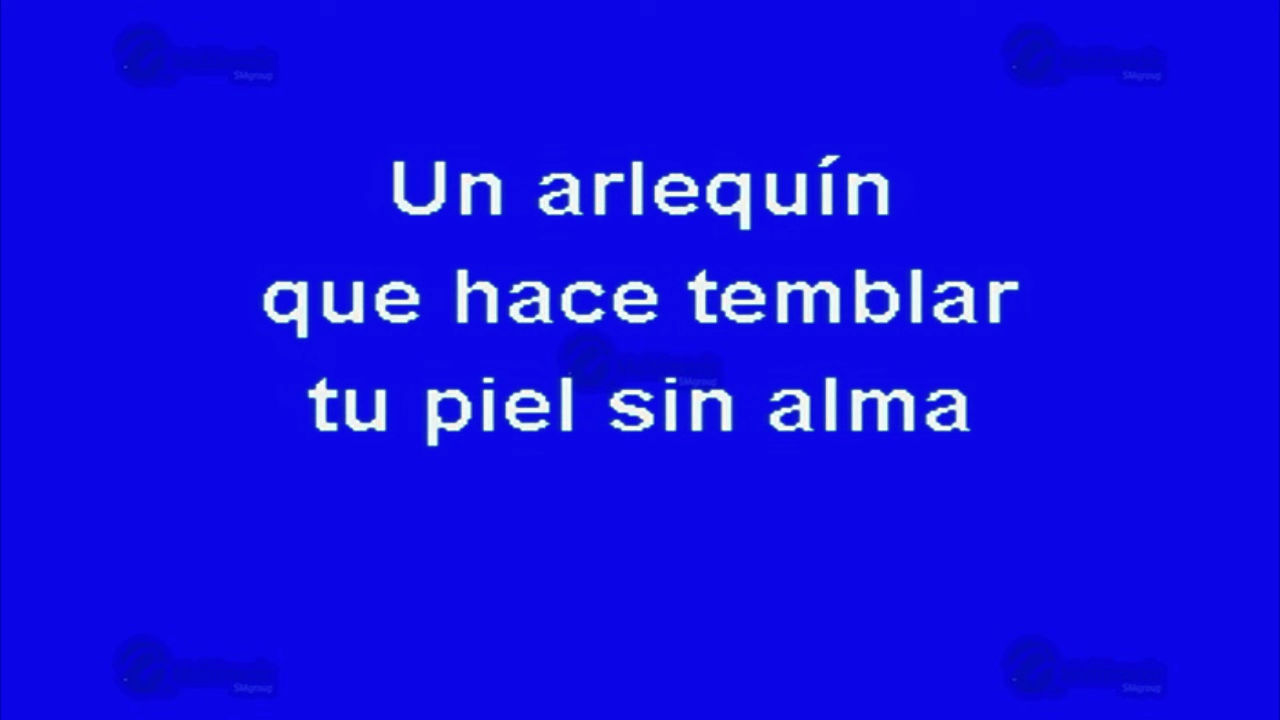 Un arlequín
que hace temblar
tu piel sin alma